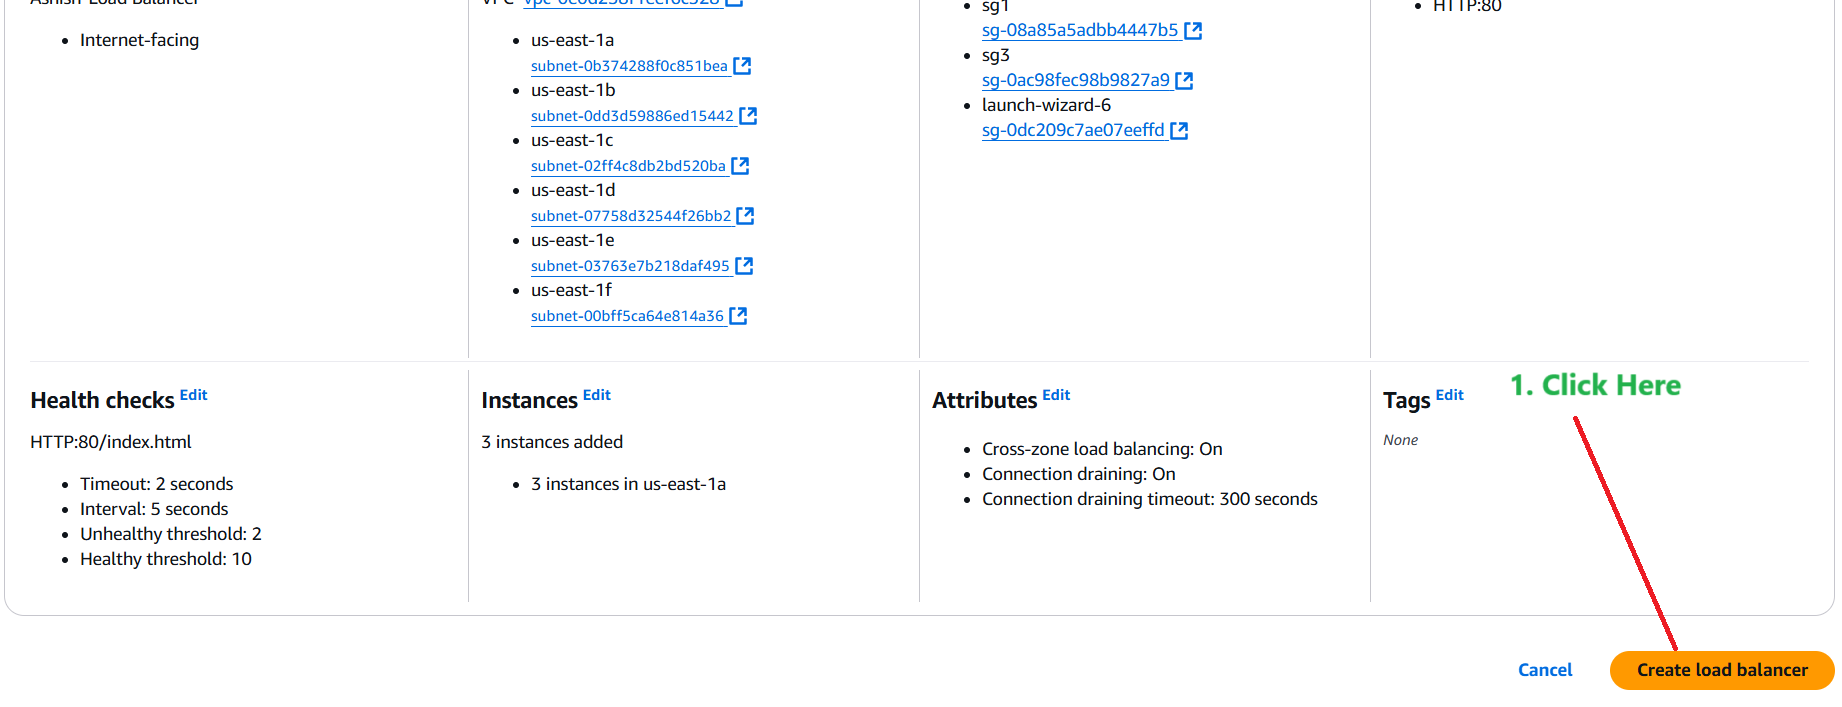 Ashish-Load Balancer
Internet-facing
VPC
us-east-1a
subnet-0b374288f0c851bea
us-east-1b
subnet-0dd3d59886ed15442
us-east-1c
subnet-02ff4c8db2bd520ba
us-east-1d
subnet-07758d32544f26bb2
us-east-1e
subnet-03763e7b218daf495
us-east-1f
subnet-00bff5ca64e814a36
sg1
sg-08a85a5adbb4447b5
sg3
sg-0ac98fec98b9827a9
launch-wizard-6
sg-0dc209c7ae07eeffd
HTTP:80
Health checks Edit
HTTP:80/index.html
Timeout: 2 seconds
Interval: 5 seconds
Unhealthy threshold: 2
Healthy threshold: 10
Instances Edit
3 instances added
3 instances in us-east-1a
Attributes Edit
Cross-zone load balancing: On
Connection draining: On
Connection draining timeout: 300 seconds
Tags Edit
None
1. Click Here
Cancel
Create load balancer